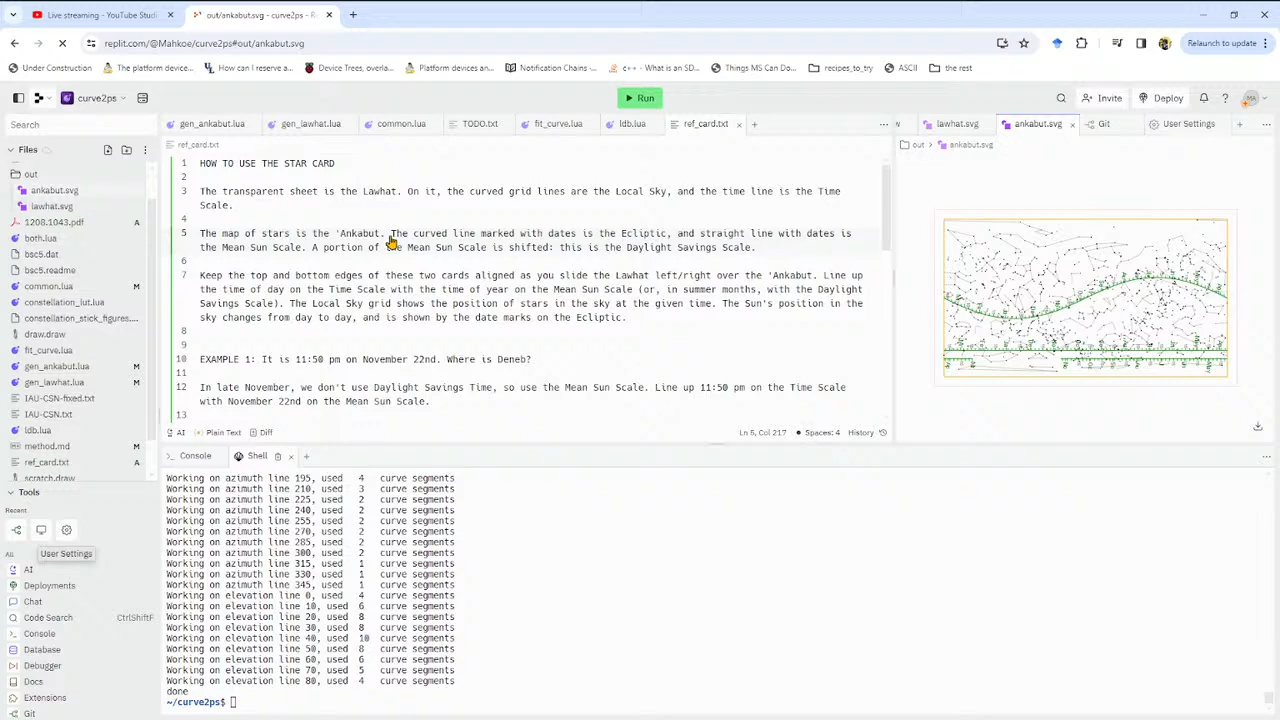 Live streaming - YouTube Studi
out/ankabut.svg - curve2ps - R
replit.com/@Mahkoe/curve2ps#out/ankabut.svg
Relaunch to update
Under Construction
The platform device...
How can I reserve a...
Device Trees, overla...
Platform devices an...
Notification Chains -...
c++ - What is an SD...
Things MS Can Do...
recipes_to_try
ASCII
the rest
curve2ps
Run
Invite
Deploy
MA
Search
gen_ankabut.lua
gen_lawhat.lua
common.lua
TODO.txt
fit_curve.lua
ldb.lua
ref_card.txt
lawhat.svg
ankabut.svg
Git
User Settings
Files
out
ankabut.svg
lawhat.svg
1208.1043.pdf A
both.lua
bsc5.dat
bsc5.readme
common.lua M
constellation_lut.lua
constellation_stick_figures...
draw.draw
fit_curve.lua
gen_ankabut.lua M
gen_lawhat.lua M
IAU-CSN-fixed.txt
IAU-CSN.txt
ldb.lua
method.md M
ref_card.txt A
scratch.draw
Tools
Recent
User Settings
All
AI
Deployments
Chat
Code Search CtrlShiftF
Console
Database
Debugger
Docs
Extensions
Git
ref_card.txt
1 HOW TO USE THE STAR CARD
2
3 The transparent sheet is the Lawhat. On it, the curved grid lines are the Local Sky, and the time line is the Time
Scale.
4
5 The map of stars is the 'Ankabut. The curved line marked with dates is the Ecliptic, and straight line with dates is
the Mean Sun Scale. A portion of the Mean Sun Scale is shifted: this is the Daylight Savings Scale.
6
7 Keep the top and bottom edges of these two cards aligned as you slide the Lawhat left/right over the 'Ankabut. Line up
the time of day on the Time Scale with the time of year on the Mean Sun Scale (or, in summer months, with the Daylight
Savings Scale). The Local Sky grid shows the position of stars in the sky at the given time. The Sun's position in the
sky changes from day to day, and is shown by the date marks on the Ecliptic.
8
9
10 EXAMPLE 1: It is 11:50 pm on November 22nd. Where is Deneb?
11
12 In late November, we don't use Daylight Savings Time, so use the Mean Sun Scale. Line up 11:50 pm on the Time Scale
with November 22nd on the Mean Sun Scale.
13
AI
Plain Text
Diff
Ln 5, Col 217
Spaces: 4
History
out
ankabut.svg
Console
Shell
Working on azimuth line 195, used 4 curve segments
Working on azimuth line 210, used 3 curve segments
Working on azimuth line 225, used 2 curve segments
Working on azimuth line 240, used 2 curve segments
Working on azimuth line 255, used 2 curve segments
Working on azimuth line 270, used 2 curve segments
Working on azimuth line 285, used 2 curve segments
Working on azimuth line 300, used 2 curve segments
Working on azimuth line 315, used 1 curve segments
Working on azimuth line 330, used 1 curve segments
Working on azimuth line 345, used 1 curve segments
Working on elevation line 0, used 4 curve segments
Working on elevation line 10, used 6 curve segments
Working on elevation line 20, used 8 curve segments
Working on elevation line 30, used 8 curve segments
Working on elevation line 40, used 10 curve segments
Working on elevation line 50, used 8 curve segments
Working on elevation line 60, used 6 curve segments
Working on elevation line 70, used 5 curve segments
Working on elevation line 80, used 4 curve segments
done
~/curve2ps$